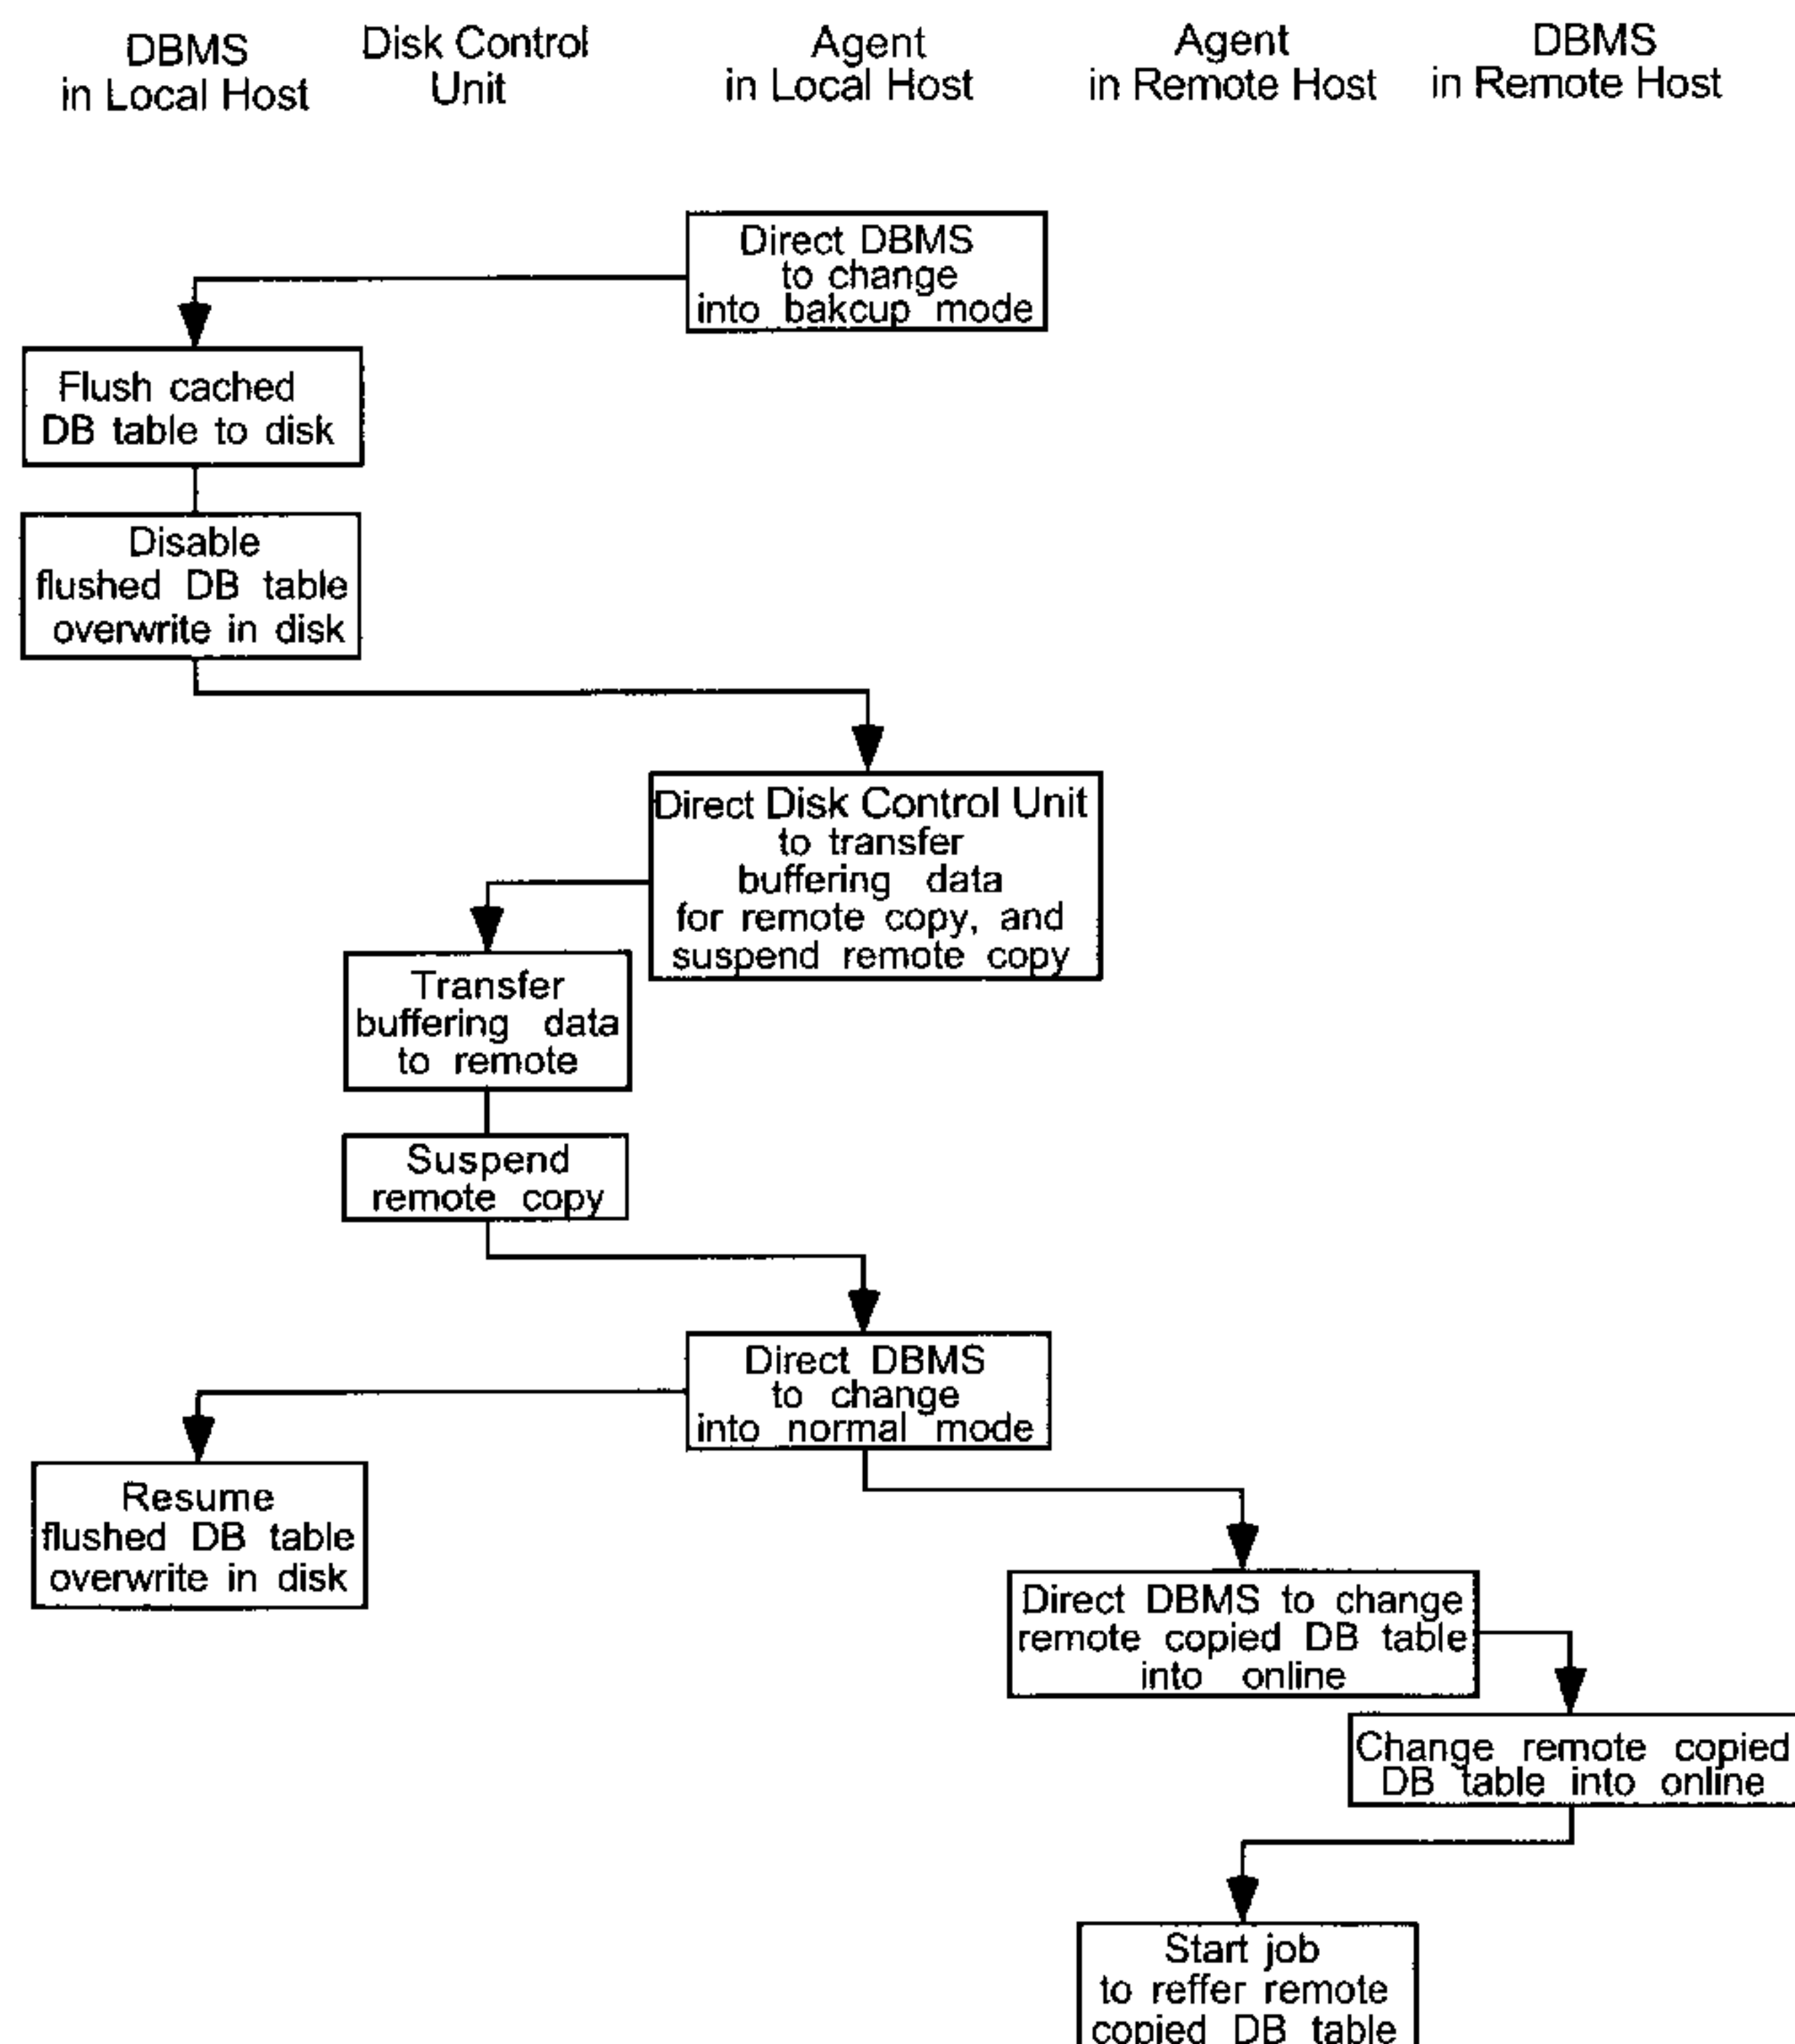 DBMS
in Local Host
Disk Control
Unit
Agent
in Local Host
Agent
in Remote Host
DBMS
in Remote Host
Direct DBMS
to change
into bakcup mode
Flush cached
DB table to disk
Disable
flushed DB table
overwrite in disk
Direct Disk Control Unit
to transfer
buffering data
for remote copy, and
suspend remote copy
Transfer
buffering data
to remote
Suspend
remote copy
Direct DBMS
to change
into normal mode
Resume
flushed DB table
overwrite in disk
Direct DBMS to change
remote copied DB table
into online
Change remote copied
DB table into online
Start job
to reffer remote
copied DB table